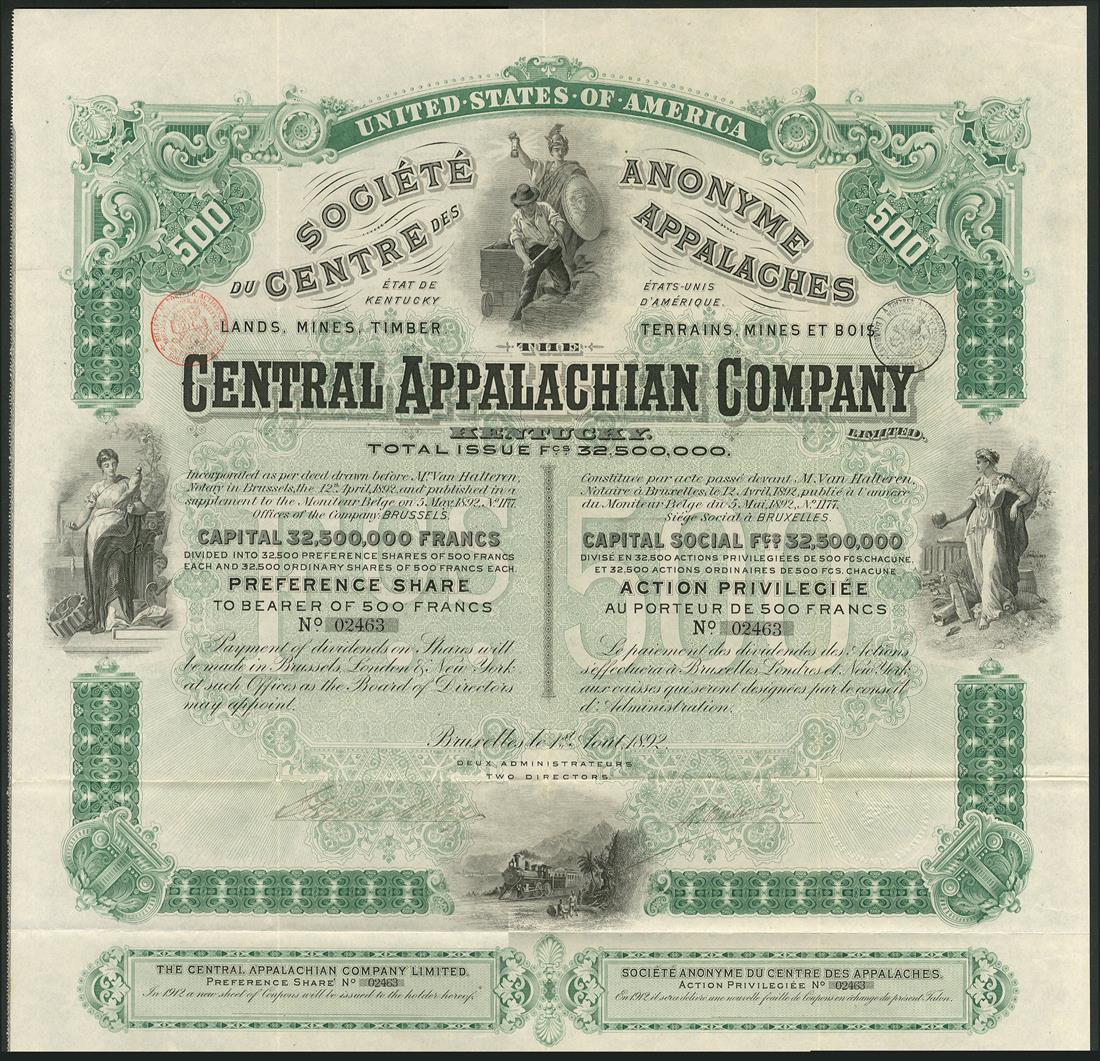 UNITED·STATES·OF·AMERICA
500
500
SOCIÉTÉ ANONYME
DU CENTRE DES APPALACHES
ÉTAT DE KENTUCKY
ÉTATS-UNIS D'AMÉRIQUE.
LANDS, MINES, TIMBER
TERRAINS, MINES ET BOIS
THE
CENTRAL APPALACHIAN COMPANY
KENTUCKY.
LIMITED.
TOTAL ISSUE Fcs 32,500,000.
Incorporated as per deed drawn before Mr. Van Halteren,
Notary in Brussels, the 12th April, 1892, and published in a
supplement to the Moniteur Belge on 5 May, 1892, No. 1177.
Offices of the Company: BRUSSELS.
CAPITAL 32,500,000 FRANCS
DIVIDED INTO 32.500 PREFERENCE SHARES OF 500 FRANCS
EACH AND 32,500 ORDINARY SHARES OF 500 FRANCS EACH.
PREFERENCE SHARE
TO BEARER OF 500 FRANCS
No 02463
Payment of dividends on Shares will
be made in Brussels London & New York
at such Offices as the Board of Directors
may appoint.
Constituée par acte passé devant M. Van Halteren,
Notaire à Bruxelles, le 12 Avril, 1892, publié à l'annexe
du Moniteur Belge du 5 Mai, 1892, No. 1177.
Siège Social à BRUXELLES.
CAPITAL SOCIAL Fcs 32,500,000
DIVISÉ EN 32,500 ACTIONS PRIVILEGIÉES DE 500 FCS. CHACUNE,
ET 32.500 ACTIONS ORDINAIRES DE 500 FCS. CHACUNE
ACTION PRIVILEGIÉE
AU PORTEUR DE 500 FRANCS
No 02463
Le paiement des dividendes des Actions
s'effectuera à Bruxelles Londres et New York
aux caisses qui seront designées par le conseil
d'Administration.
FCS 500
Bruxelles, le 1er Août 1892.
DEUX ADMINISTRATEURS
TWO DIRECTORS
THE CENTRAL APPALACHIAN COMPANY LIMITED.
PREFERENCE SHARE No 02463
In 1912 a new sheet of Coupons will be issued to the holder hereof.
SOCIÉTÉ ANONYME DU CENTRE DES APPALACHES.
ACTION PRIVILEGIÉE No 02463
En 1912 il sera délivré une nouvelle feuille de Coupons en échange du présent Talon.